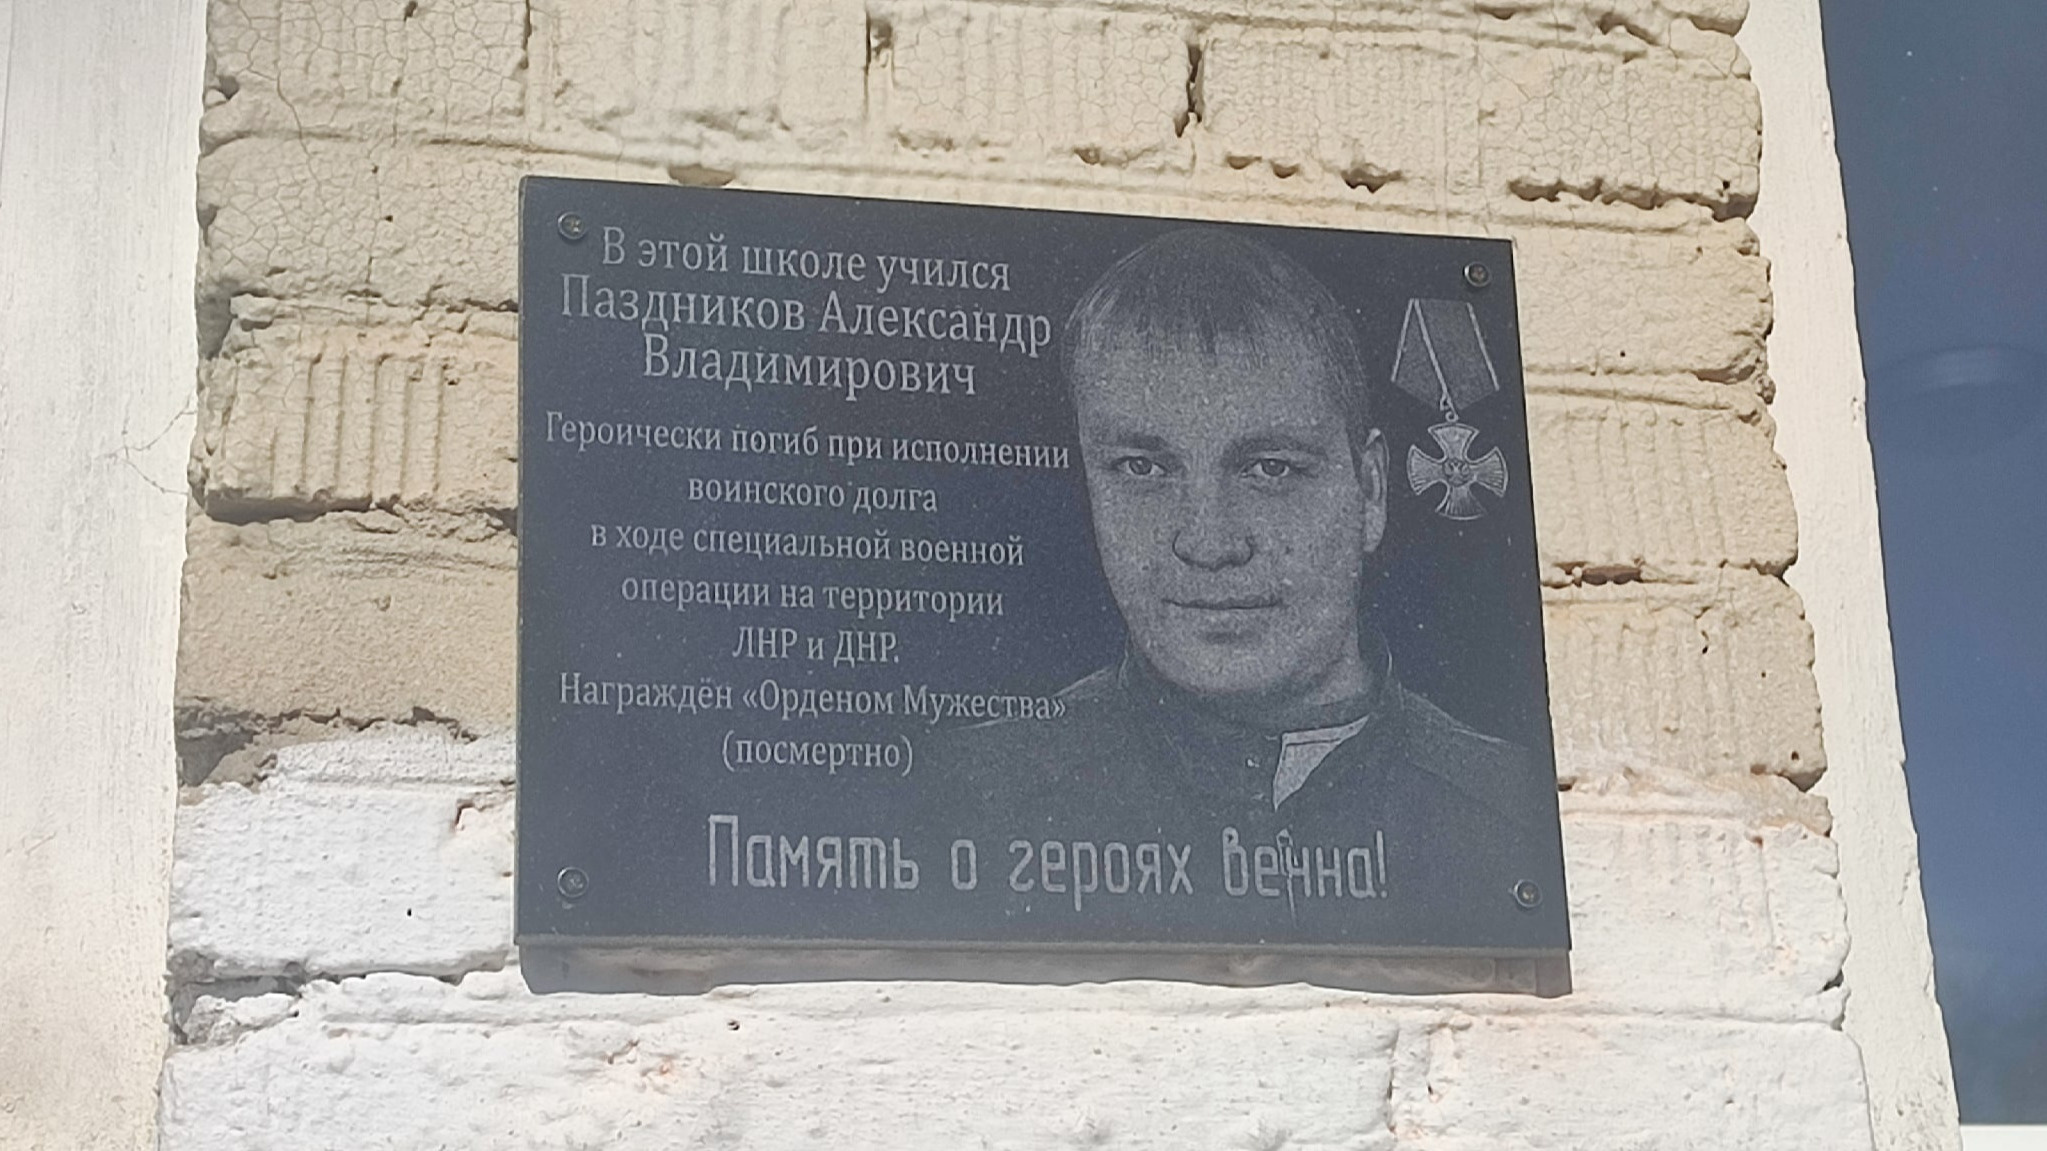 В этой школе учился
Паздников Александр
Владимирович
Героически погиб при исполнении
воинского долга
в ходе специальной военной
операции на территории
ЛНР и ДНР.
Награждён «Орденом Мужества»
(посмертно)
Память о героях вечна!